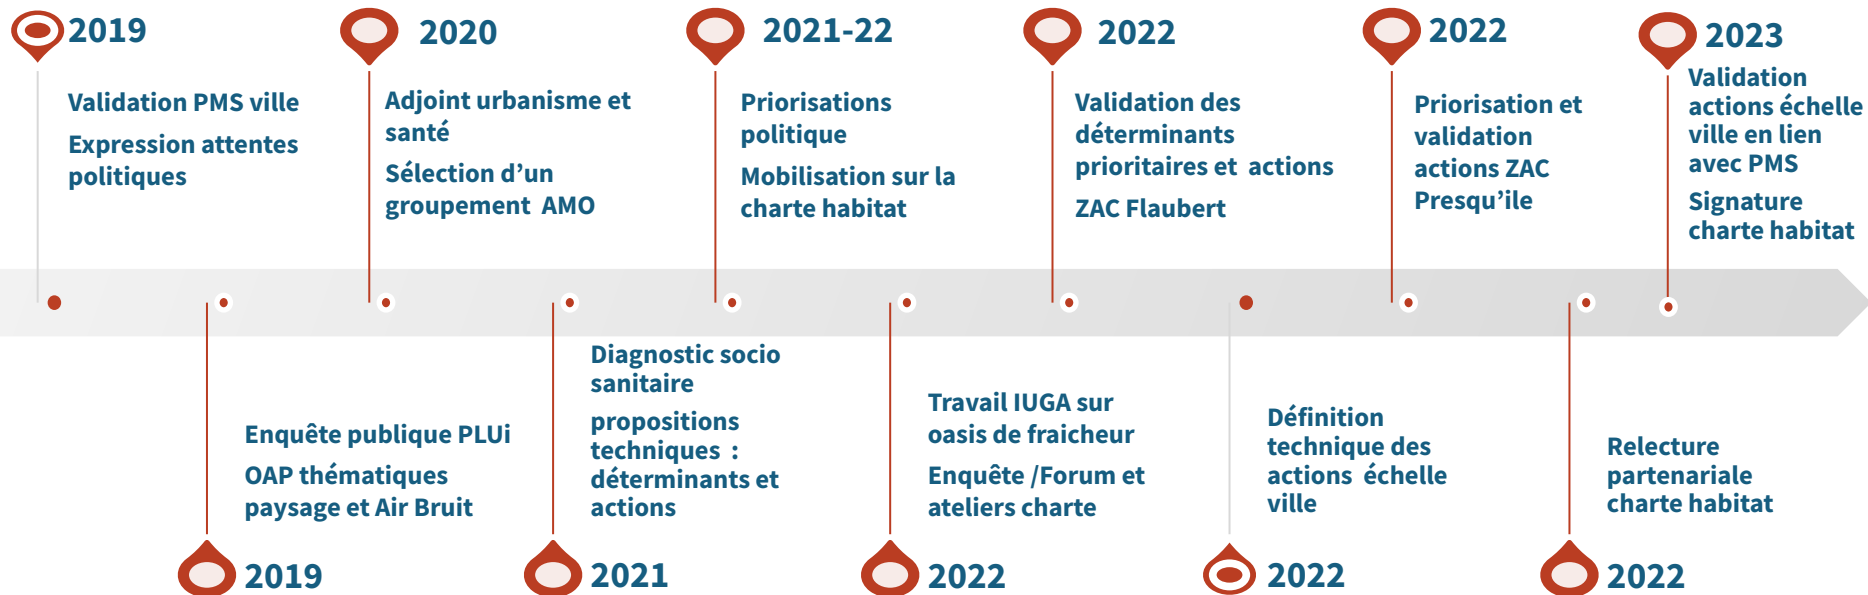 2019
Validation PMS ville
Expression attentes
politiques
2020
Adjoint urbanisme et
santé
Sélection d’un
groupement AMO
2021-22
Priorisations
politique
Mobilisation sur la
charte habitat
2022
Validation des
déterminants
prioritaires et actions
ZAC Flaubert
2022
Priorisation et
validation
actions ZAC
Presqu’ile
2023
Validation
actions échelle
ville en lien
avec PMS
Signature
charte habitat
Enquête publique PLUi
OAP thématiques
paysage et Air Bruit
2019
Diagnostic socio
sanitaire
propositions
techniques :
déterminants et
actions
2021
Travail IUGA sur
oasis de fraicheur
Enquête /Forum et
ateliers charte
2022
Définition
technique des
actions échelle
ville
2022
Relecture
partenariale
charte habitat
2022